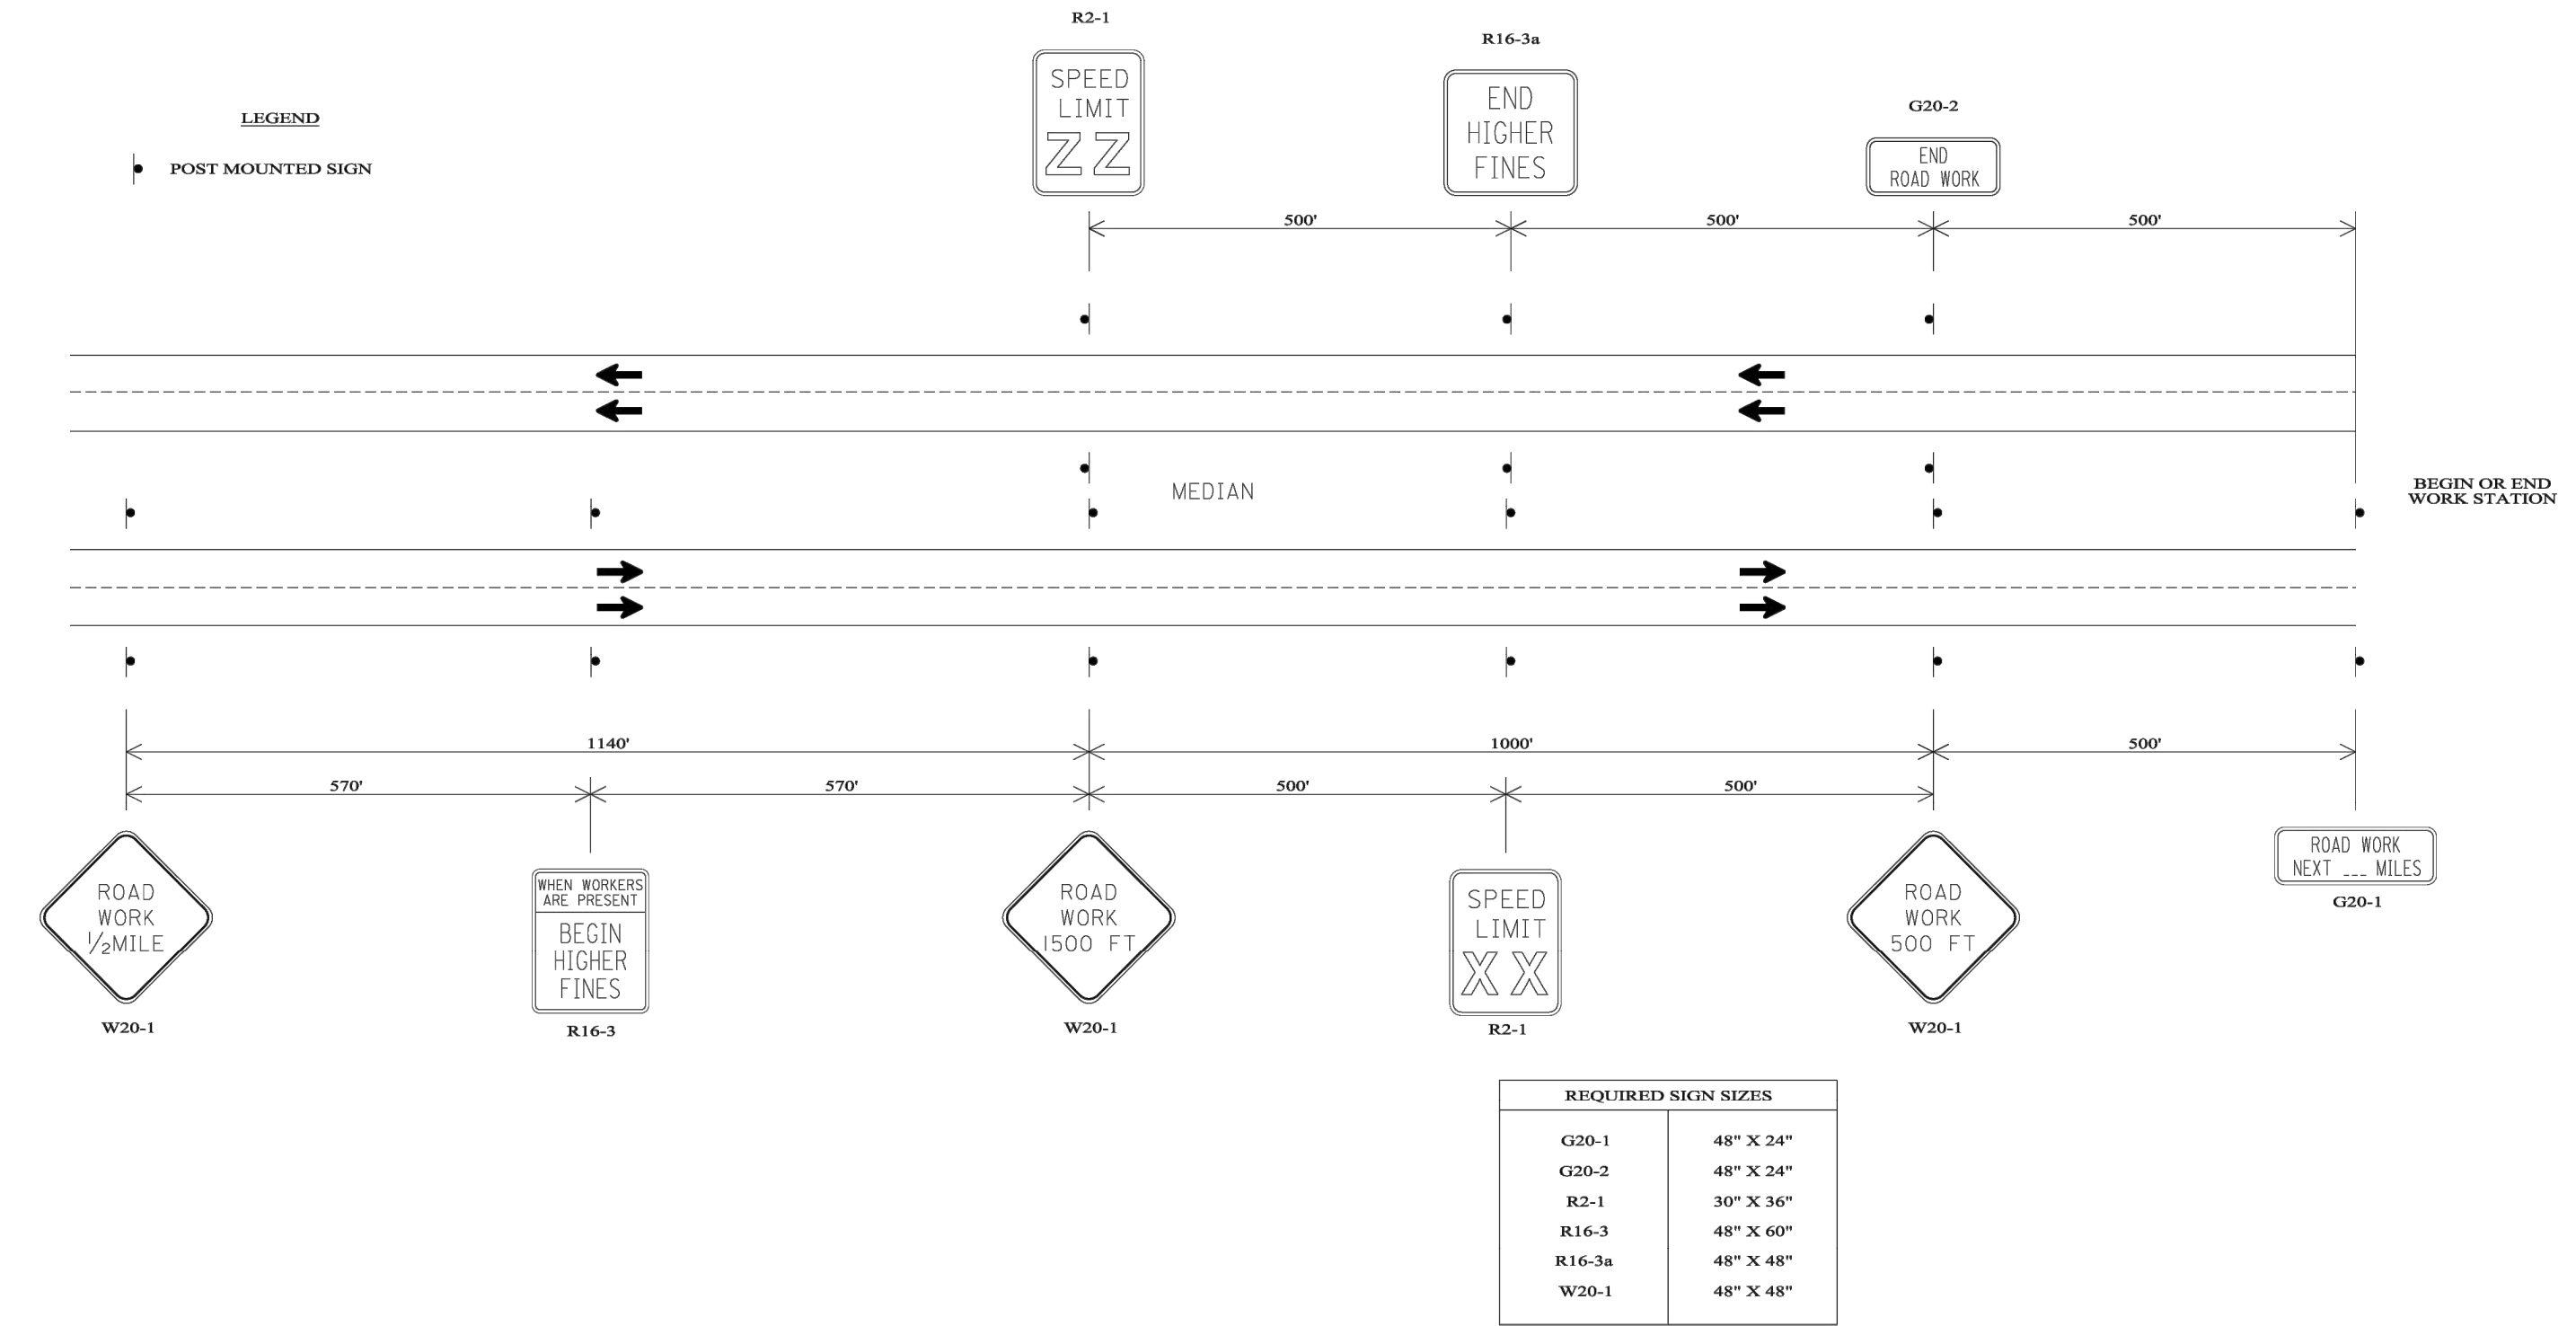 R2-1
SPEED
LIMIT
ZZ
R16-3a
END
HIGHER
FINES
G20-2
END
ROAD WORK
LEGEND
POST MOUNTED SIGN
500'
500'
500'
MEDIAN
BEGIN OR END
WORK STATION
1140'
1000'
500'
570'
570'
500'
500'
ROAD
WORK
1/2 MILE
W20-1
WHEN WORKERS
ARE PRESENT
BEGIN
HIGHER
FINES
R16-3
ROAD
WORK
1500 FT
W20-1
SPEED
LIMIT
XX
R2-1
ROAD
WORK
500 FT
W20-1
ROAD WORK
NEXT ___ MILES
G20-1
REQUIRED SIGN SIZES
G20-1 48" X 24"
G20-2 48" X 24"
R2-1 30" X 36"
R16-3 48" X 60"
R16-3a 48" X 48"
W20-1 48" X 48"